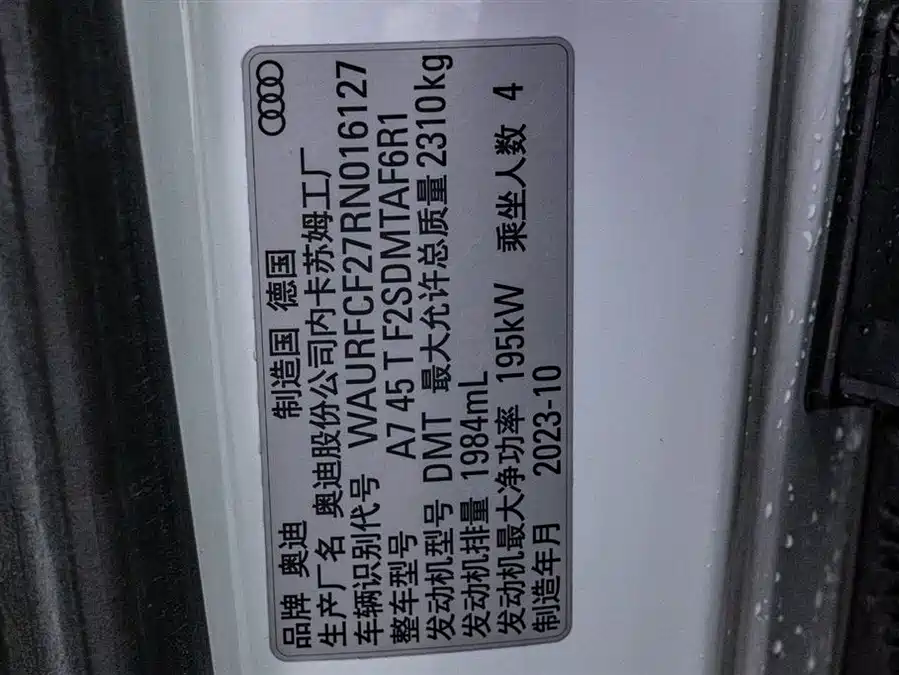 品牌 奥迪 制造国 德国
生产厂名 奥迪股份公司内卡苏姆工厂
车辆识别代号 WAURFCF27RN016127
整车型号 A7 45 T F2SDMTAF6R1
发动机型号 DMT 最大允许总质量 2310kg
发动机排量 1984mL
发动机最大净功率 195kW 乘坐人数 4
制造年月 2023-10